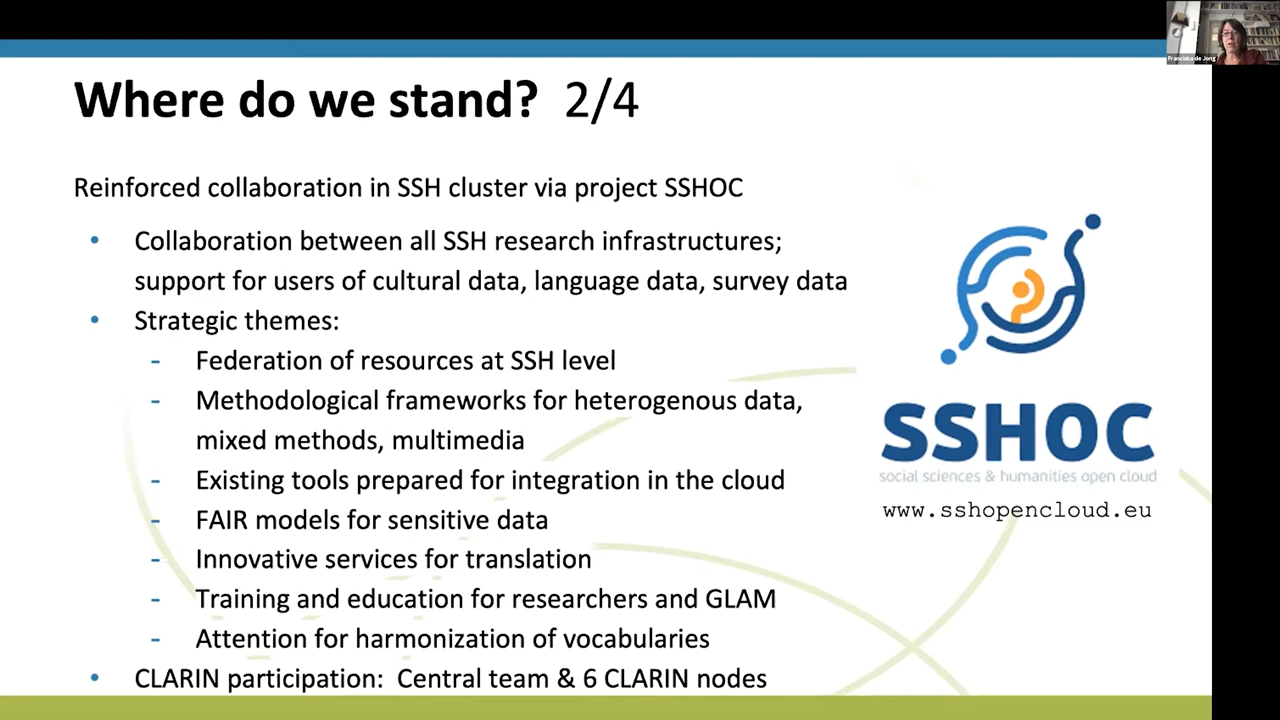 Franciska de Jong
Where do we stand? 2/4
Reinforced collaboration in SSH cluster via project SSHOC
• Collaboration between all SSH research infrastructures;
support for users of cultural data, language data, survey data
• Strategic themes:
- Federation of resources at SSH level
- Methodological frameworks for heterogenous data,
mixed methods, multimedia
- Existing tools prepared for integration in the cloud
- FAIR models for sensitive data
- Innovative services for translation
- Training and education for researchers and GLAM
- Attention for harmonization of vocabularies
• CLARIN participation: Central team & 6 CLARIN nodes
SSHOC
social sciences & humanities open cloud
www.sshopencloud.eu